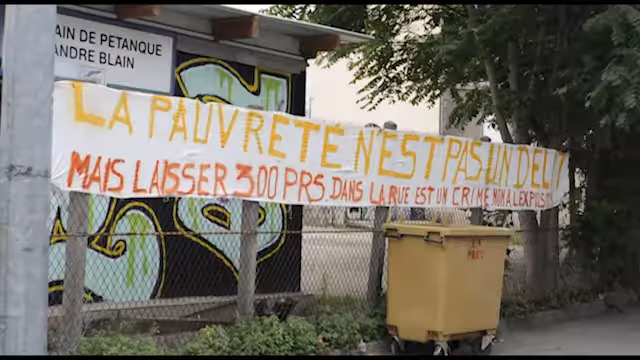 AIN DE PETANQUE
ANDRE BLAIN
LA PAUVRETÉ N'EST PAS UN DELIT
MAIS LAISSER 300 PRS. DANS LA RUE EST UN CRIME NON A L'EXPULS